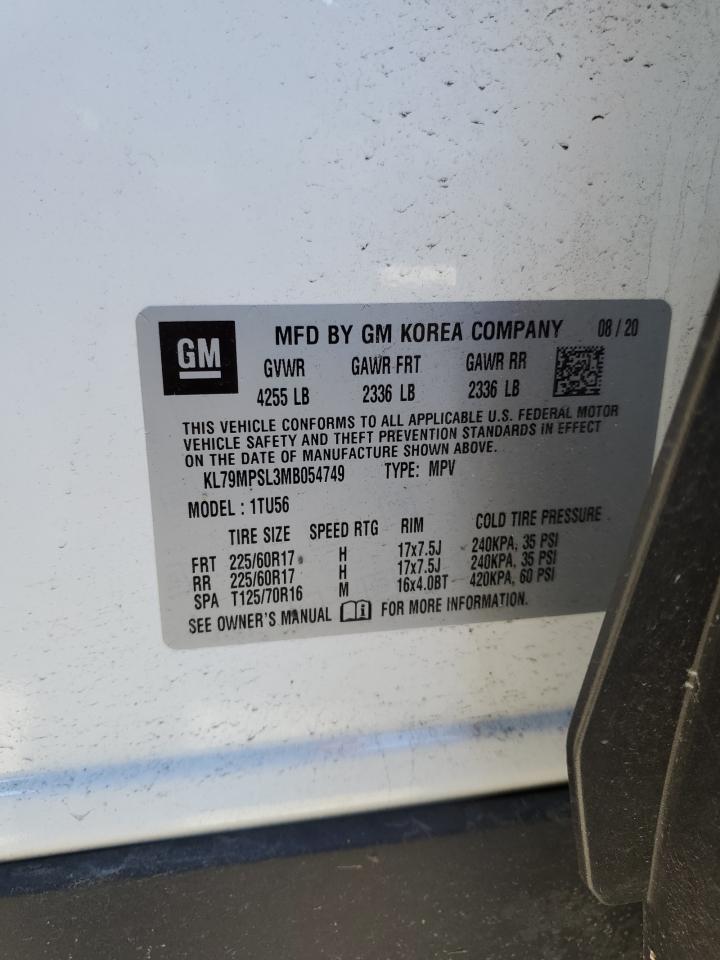 GM MFD BY GM KOREA COMPANY 08 / 20
GVWR GAWR FRT GAWR RR
4255 LB 2336 LB 2336 LB
THIS VEHICLE CONFORMS TO ALL APPLICABLE U.S. FEDERAL MOTOR
VEHICLE SAFETY AND THEFT PREVENTION STANDARDS IN EFFECT
ON THE DATE OF MANUFACTURE SHOWN ABOVE.
KL79MPSL3MB054749 TYPE: MPV
MODEL : 1TU56
TIRE SIZE SPEED RTG RIM COLD TIRE PRESSURE
FRT 225/60R17 H 17x7.5J 240KPA, 35 PSI
RR 225/60R17 H 17x7.5J 240KPA, 35 PSI
SPA T125/70R16 M 16x4.0BT 420KPA, 60 PSI
SEE OWNER'S MANUAL FOR MORE INFORMATION.